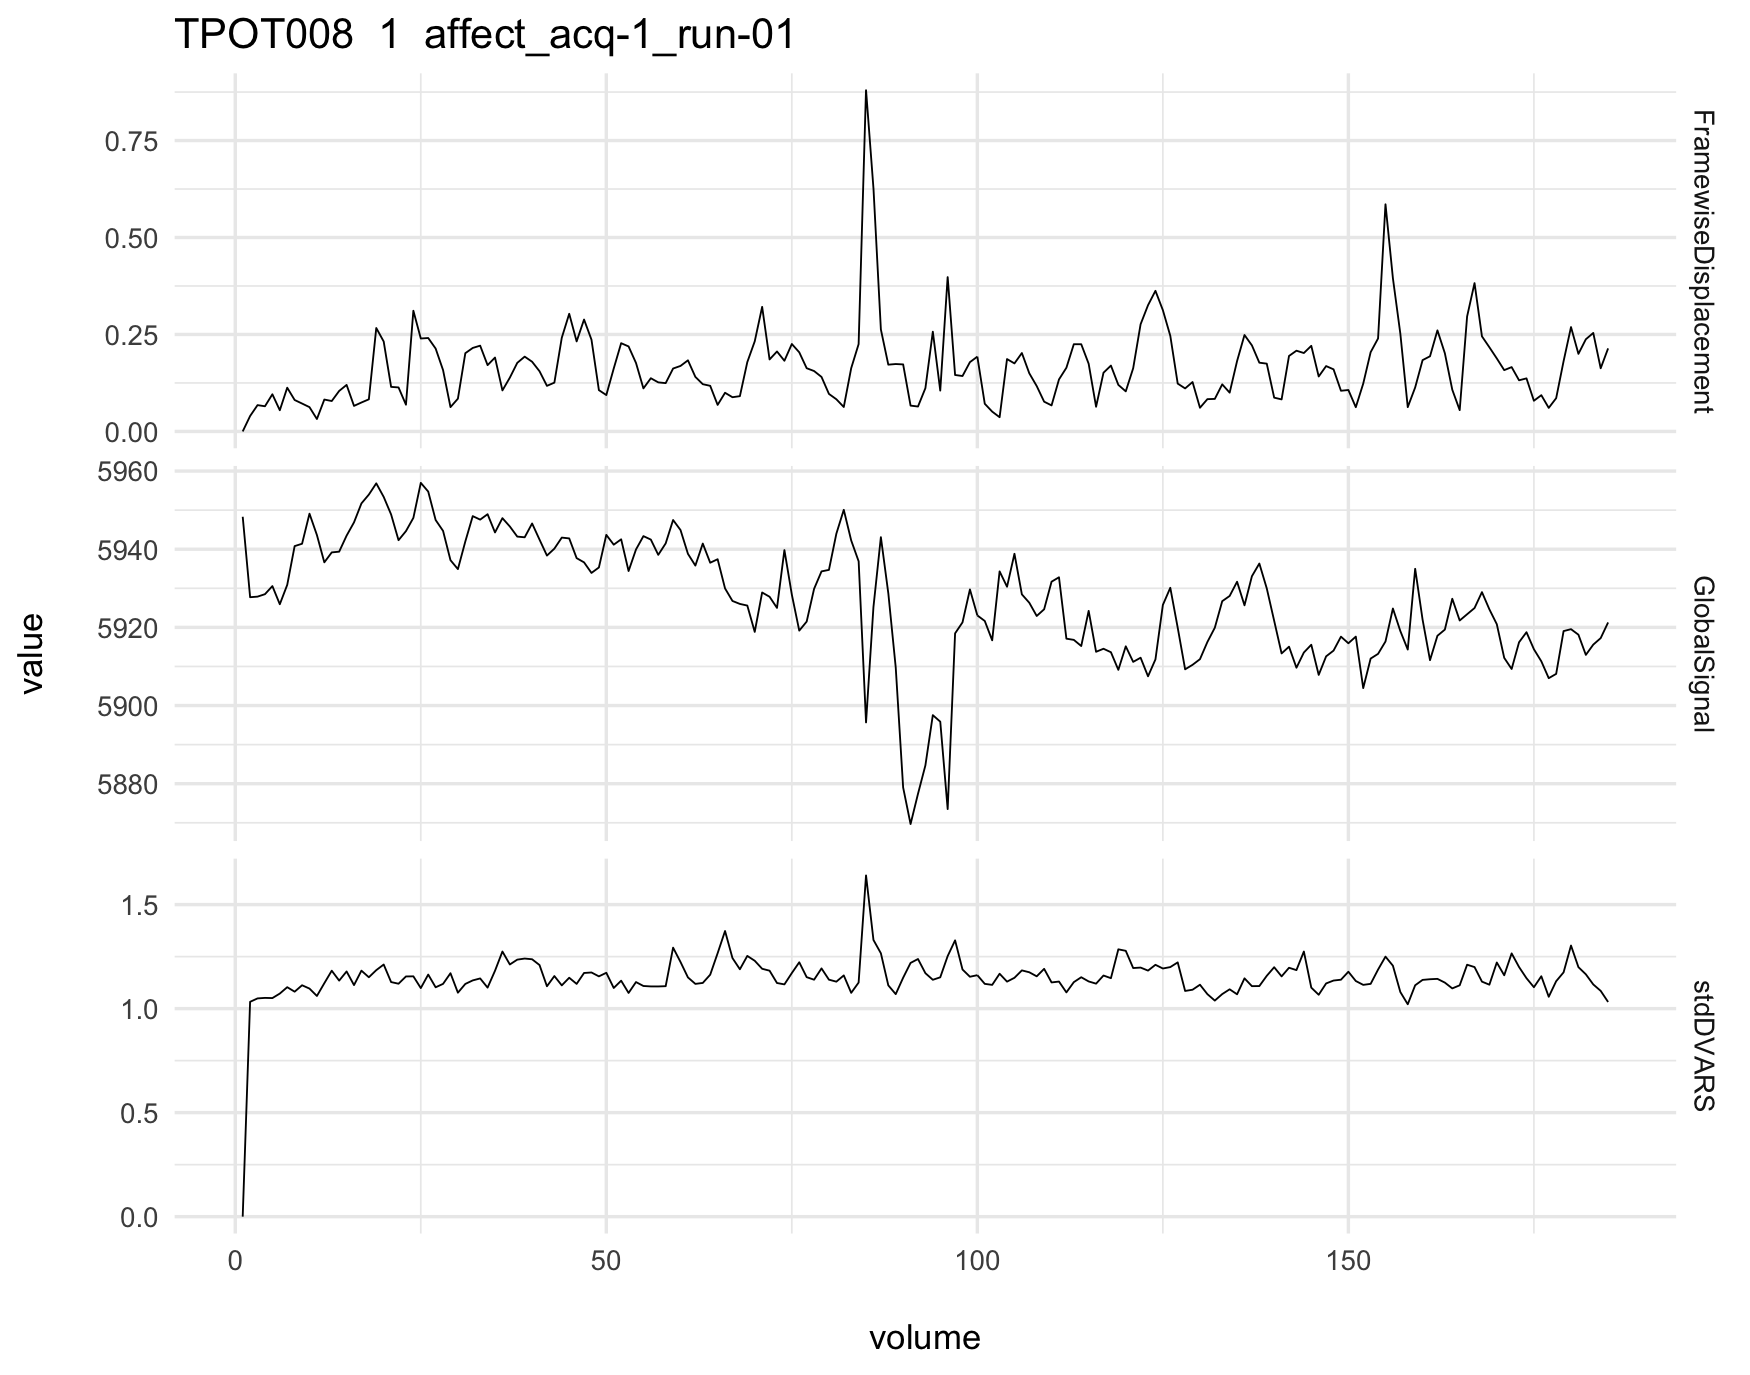 TPOT008 1 affect_acq-1_run-01
0.75
0.50
0.25
0.00
FramewiseDisplacement
5960
5940
5920
5900
5880
GlobalSignal
value
1.5
1.0
0.5
0.0
stdDVARS
0 50 100 150
volume